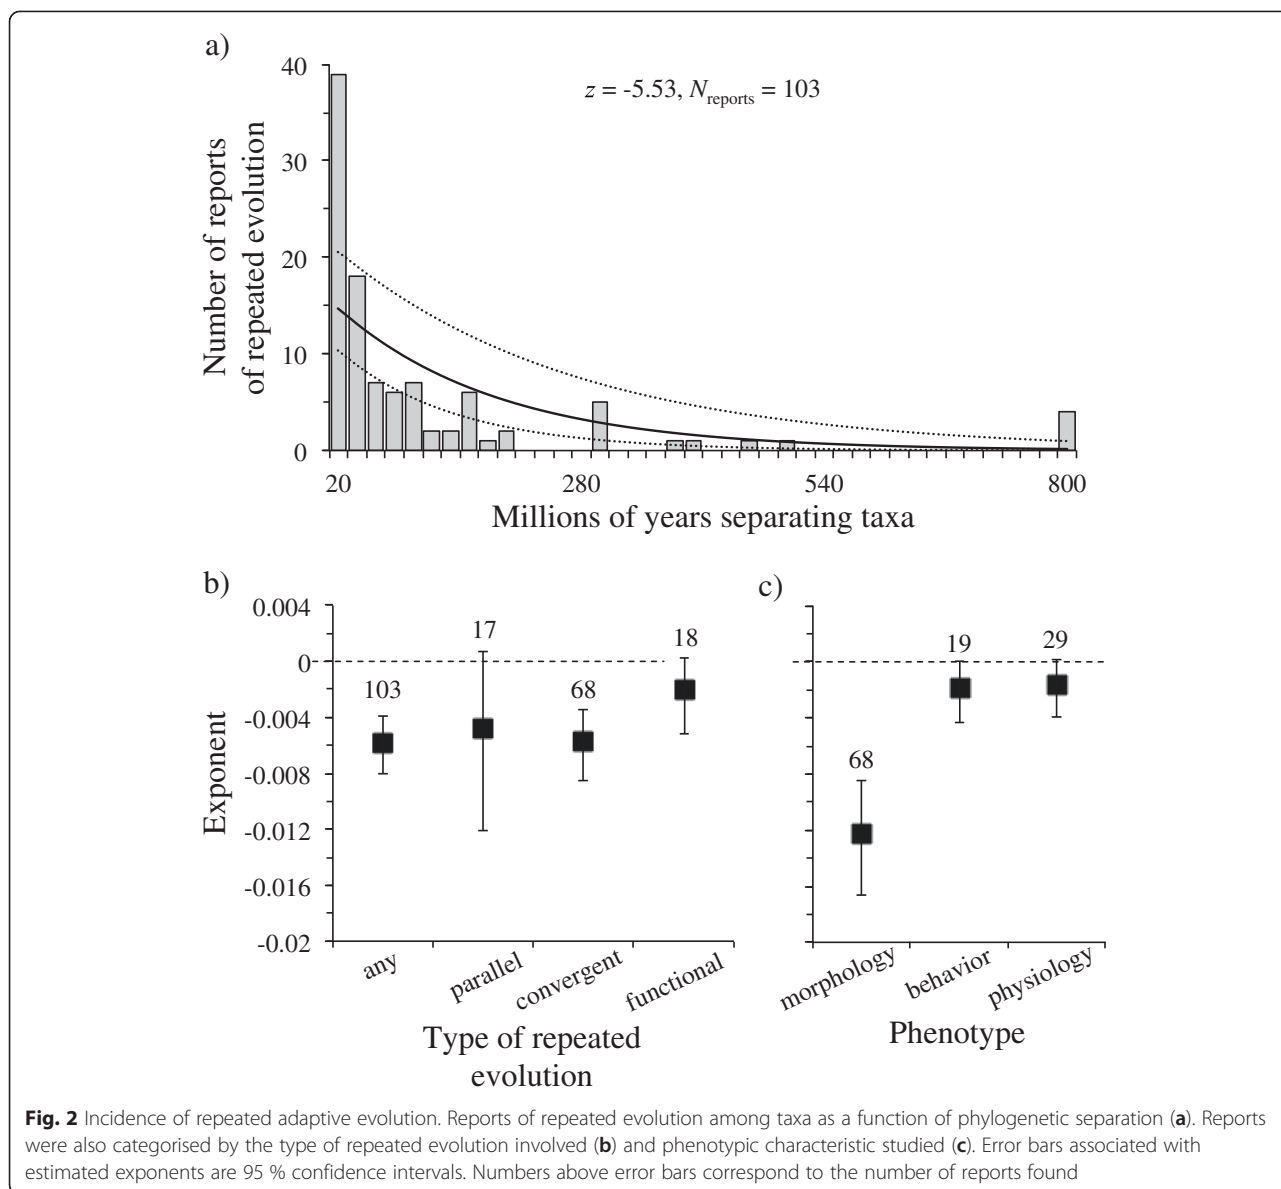 a)
40
30
20
10
0
Number of reports
of repeated evolution
z = -5.53, Nreports = 103
20 280 540 800
Millions of years separating taxa
b)
0.004
0
-0.004
-0.008
-0.012
-0.016
-0.02
Exponent
103 17 68 18
any parallel convergent functional
Type of repeated
evolution
c)
68 19 29
morphology behavior physiology
Phenotype
Fig. 2 Incidence of repeated adaptive evolution. Reports of repeated evolution among taxa as a function of phylogenetic separation (a). Reports
were also categorised by the type of repeated evolution involved (b) and phenotypic characteristic studied (c). Error bars associated with
estimated exponents are 95 % confidence intervals. Numbers above error bars correspond to the number of reports found